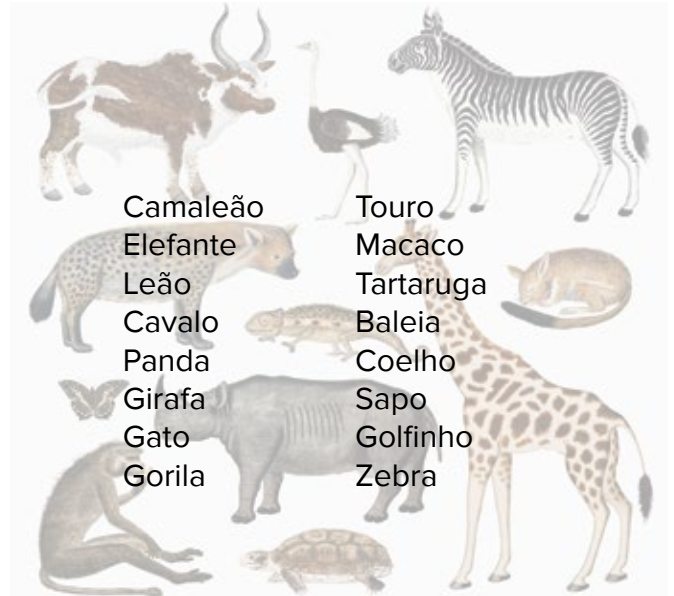 Camaleão
Elefante
Leão
Cavalo
Panda
Girafa
Gato
Gorila
Touro
Macaco
Tartaruga
Baleia
Coelho
Sapo
Golfinho
Zebra